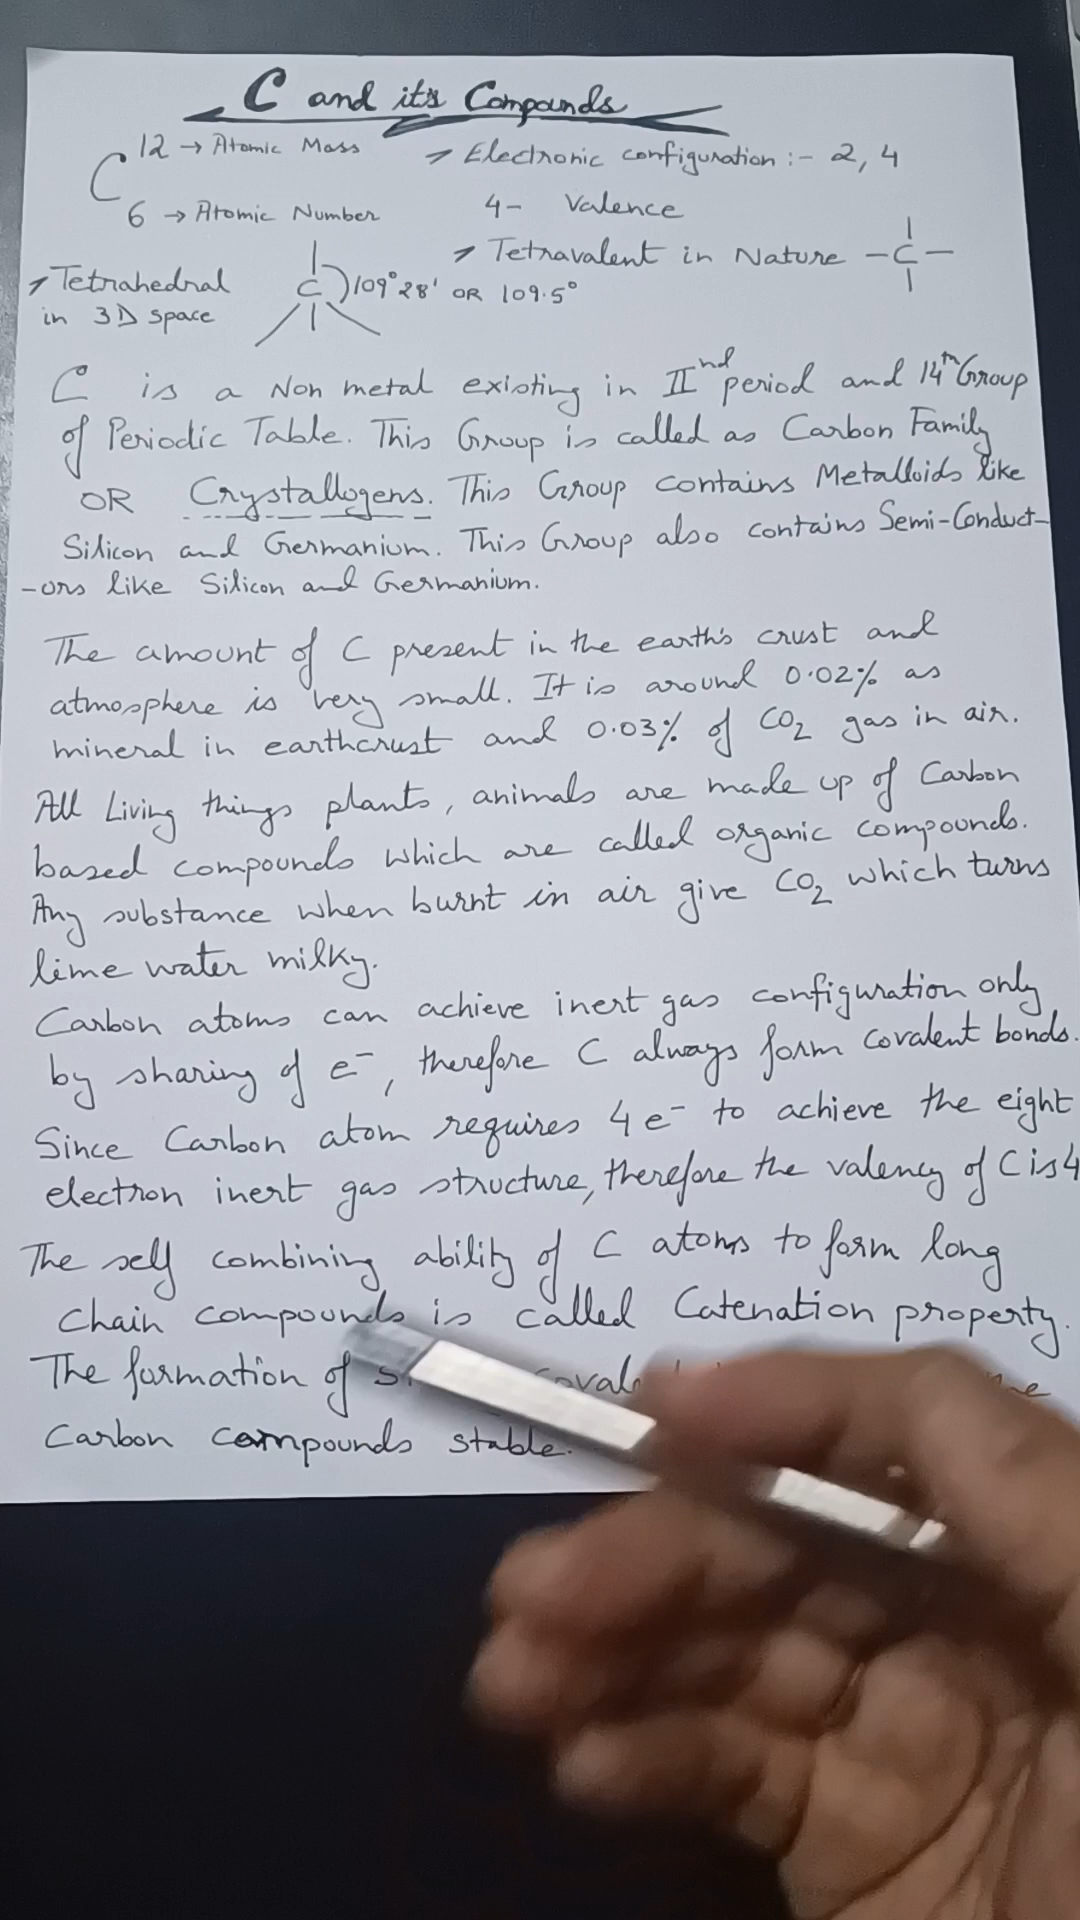 C and it's Compounds
C 12 → Atomic Mass
6 → Atomic Number
→ Electronic configuration :- 2, 4
4- Valence
→ Tetravalent in Nature -C-
→ Tetrahedral
in 3D space
C 109°28' OR 109.5°
C is a Non metal existing in IInd period and 14th Group
of Periodic Table. This Group is called as Carbon Family
OR Crystallogens. This Group contains Metalloids like
Silicon and Germanium. This Group also contains Semi-Conduct-
-ors like Silicon and Germanium.
The amount of C present in the earth's crust and
atmosphere is very small. It is around 0.02% as
mineral in earthcrust and 0.03% of CO2 gas in air.
All Living things plants, animals are made up of Carbon
based compounds which are called organic compounds.
Any substance when burnt in air give CO2 which turns
lime water milky.
Carbon atoms can achieve inert gas configuration only
by sharing of e⁻, therefore C always form covalent bonds.
Since Carbon atom requires 4e⁻ to achieve the eight
electron inert gas structure, therefore the valency of C is 4
The self combining ability of C atoms to form long
chain compounds is called Catenation property.
The formation of
Carbon compounds stable.